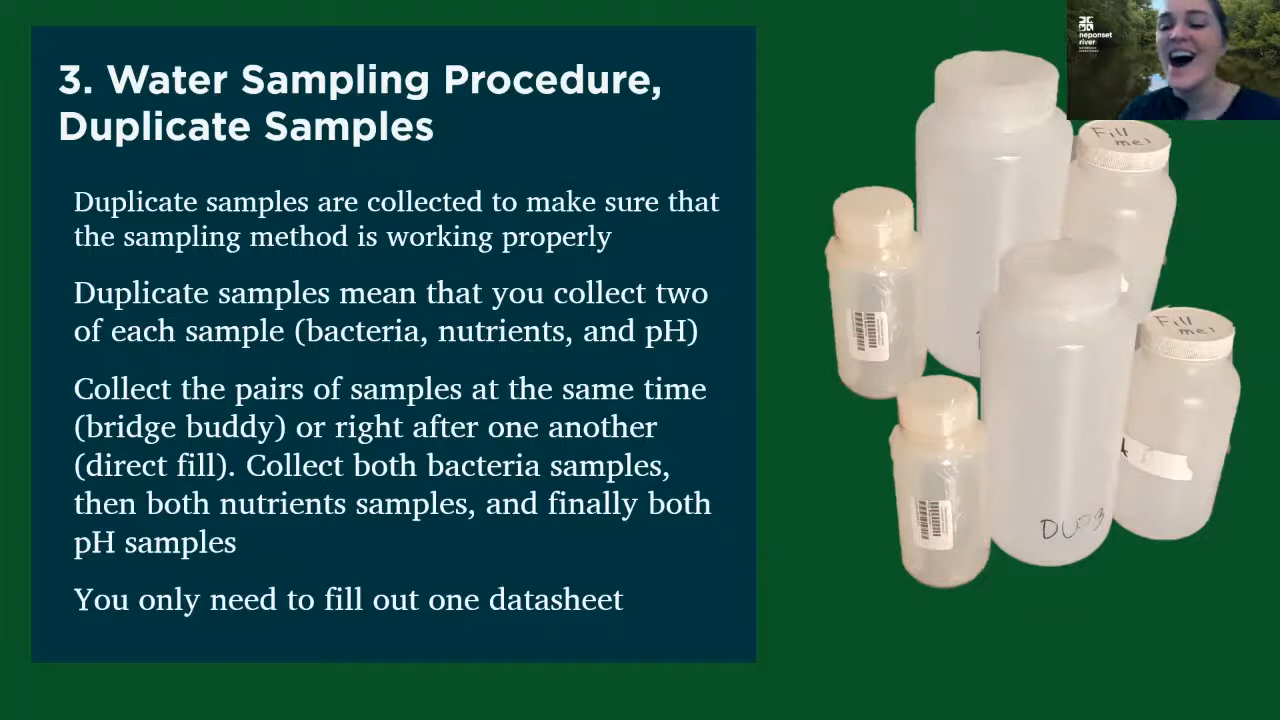 3. Water Sampling Procedure,
Duplicate Samples
Duplicate samples are collected to make sure that
the sampling method is working properly
Duplicate samples mean that you collect two
of each sample (bacteria, nutrients, and pH)
Collect the pairs of samples at the same time
(bridge buddy) or right after one another
(direct fill). Collect both bacteria samples,
then both nutrients samples, and finally both
pH samples
You only need to fill out one datasheet
neponset
river
Fill
me!
Fill
me!